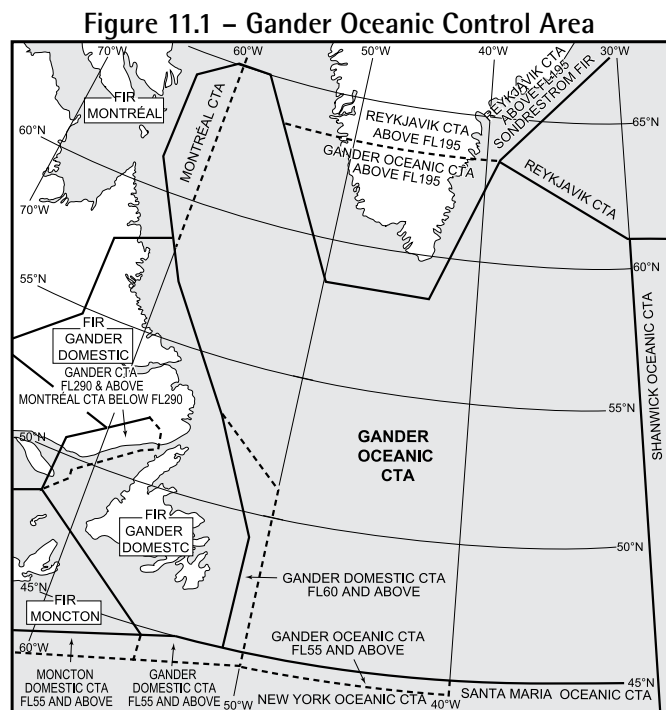 Figure 11.1 – Gander Oceanic Control Area
70°W
60°W
50°W
40°W
30°W
FIR
MONTRÉAL
MONTRÉAL CTA
REYKJAVIK CTA
ABOVE FL195
GANDER OCEANIC CTA
ABOVE FL195
REYKJAVIK CTA
ABOVE FL195
SONDRESTROM FIR
65°N
REYKJAVIK CTA
60°N
60°N
70°W
55°N
SHANWICK OCEANIC CTA
FIR
GANDER
DOMESTIC
GANDER CTA
FL290 & ABOVE
MONTRÉAL CTA BELOW FL290
55°N
50°N
GANDER
OCEANIC
CTA
FIR
GANDER
DOMESTC
50°N
GANDER DOMESTIC CTA
FL60 AND ABOVE
45°N
FIR
MONCTON
GANDER OCEANIC CTA
FL55 AND ABOVE
60°W
MONCTON
DOMESTIC CTA
FL55 AND ABOVE
GANDER
DOMESTIC CTA
FL55 AND ABOVE
50°W
NEW YORK OCEANIC CTA
40°W
SANTA MARIA OCEANIC CTA
45°N